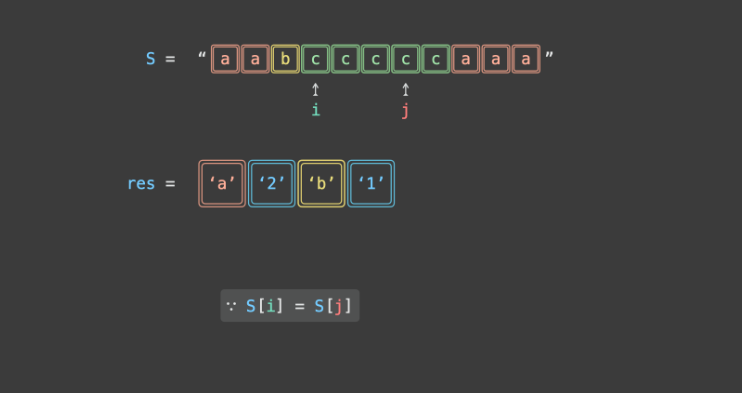 S = “ a a b c c c c c a a a ”
↥ ↥
i j
res = ‘a’ ‘2’ ‘b’ ‘1’
∵ S[i] = S[j]